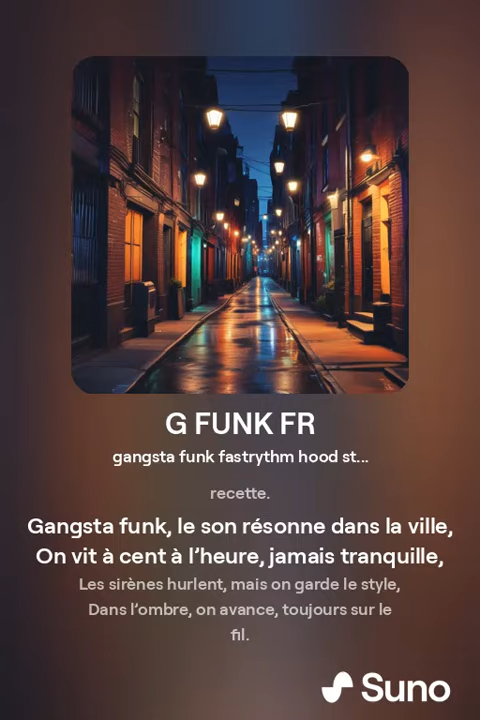 G FUNK FR
gangsta funk fastrythm hood st...
recette.
Gangsta funk, le son résonne dans la ville,
On vit à cent à l’heure, jamais tranquille,
Les sirènes hurlent, mais on garde le style,
Dans l’ombre, on avance, toujours sur le
fil.
Suno